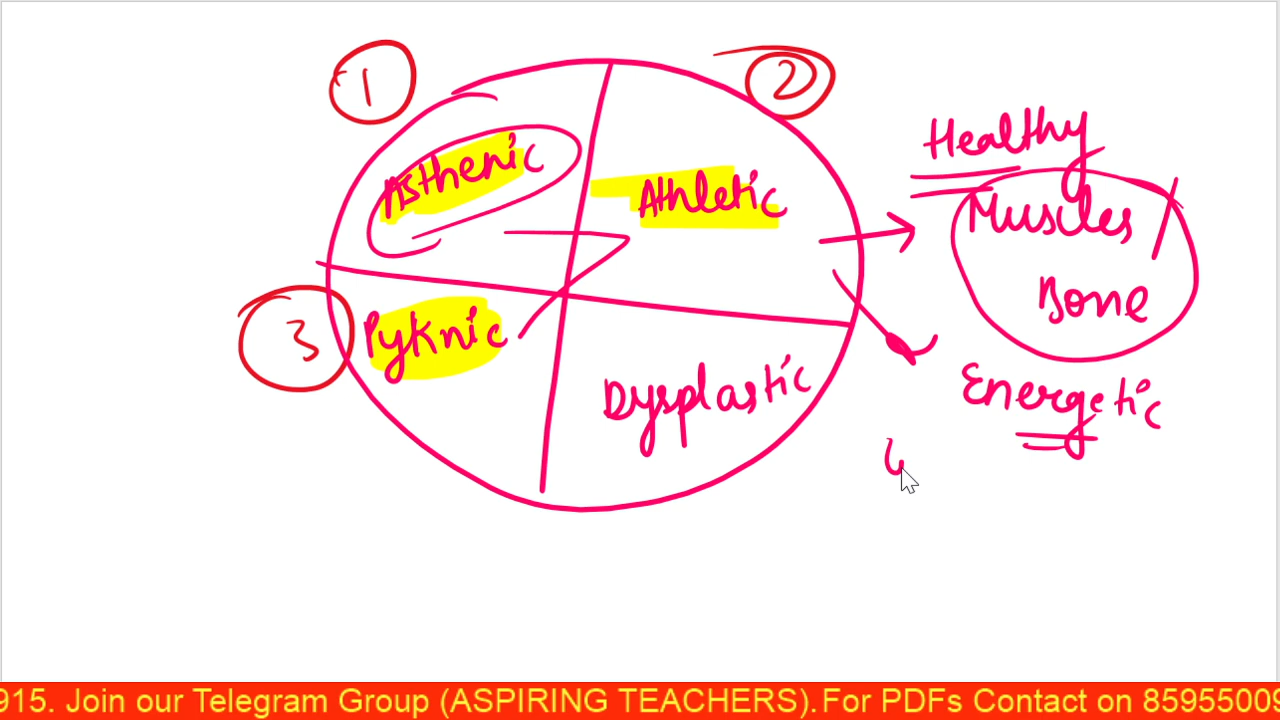 1
2
Asthenic
Athletic
Healthy
Muscles
Bone
3
Pyknic
Dysplastic
Energetic
915. Join our Telegram Group (ASPIRING TEACHERS).For PDFs Contact on 85955009